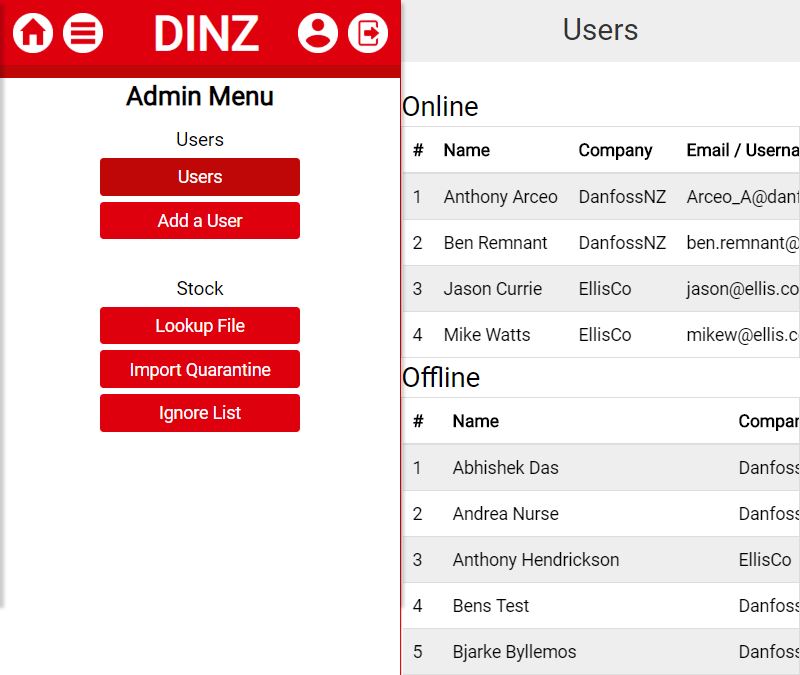 DINZ
Admin Menu
Users
Users
Add a User
Stock
Lookup File
Import Quarantine
Ignore List
Users
Online
# Name Company Email / Userna
1 Anthony Arceo DanfossNZ Arceo_A@danf
2 Ben Remnant DanfossNZ ben.remnant@
3 Jason Currie EllisCo jason@ellis.co
4 Mike Watts EllisCo mikew@ellis.c
Offline
# Name Compan
1 Abhishek Das Danfoss
2 Andrea Nurse Danfoss
3 Anthony Hendrickson EllisCo
4 Bens Test Danfoss
5 Bjarke Byllemos Danfoss